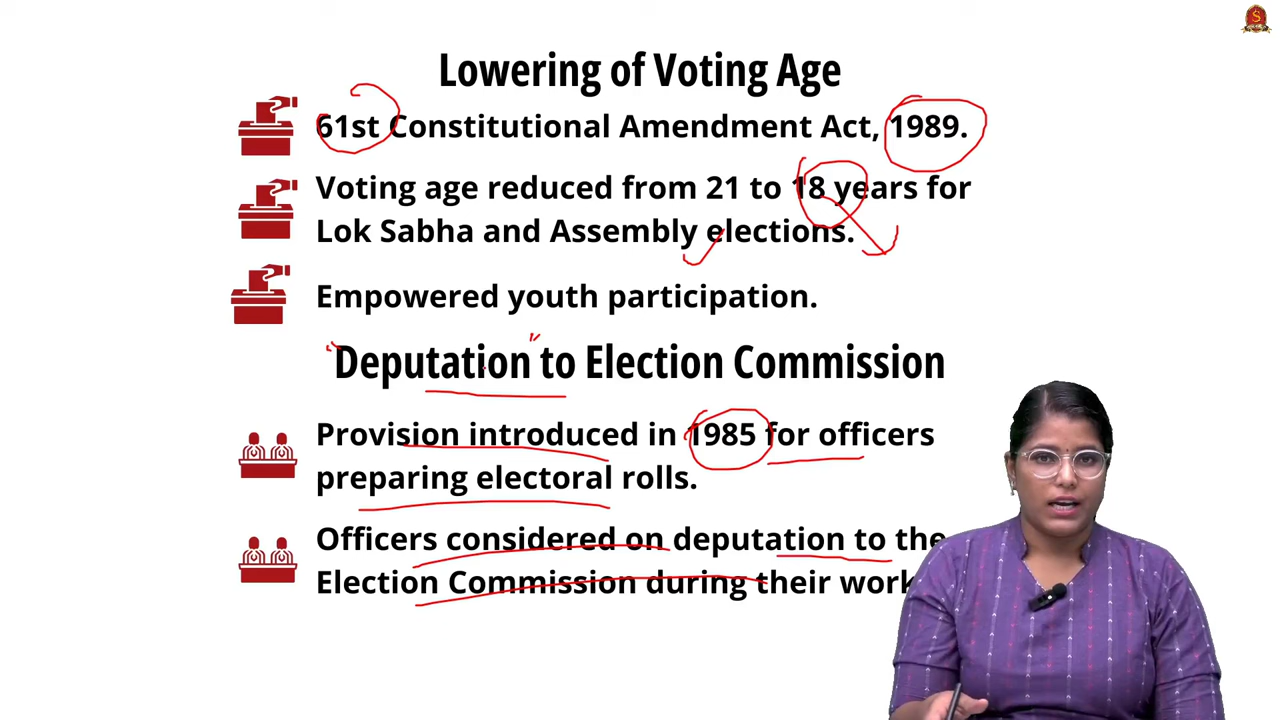 Lowering of Voting Age
61st Constitutional Amendment Act, 1989.
Voting age reduced from 21 to 18 years for
Lok Sabha and Assembly elections.
Empowered youth participation.
"Deputation" to Election Commission
Provision introduced in 1985 for officers
preparing electoral rolls.
Officers considered on deputation to the
Election Commission during their work